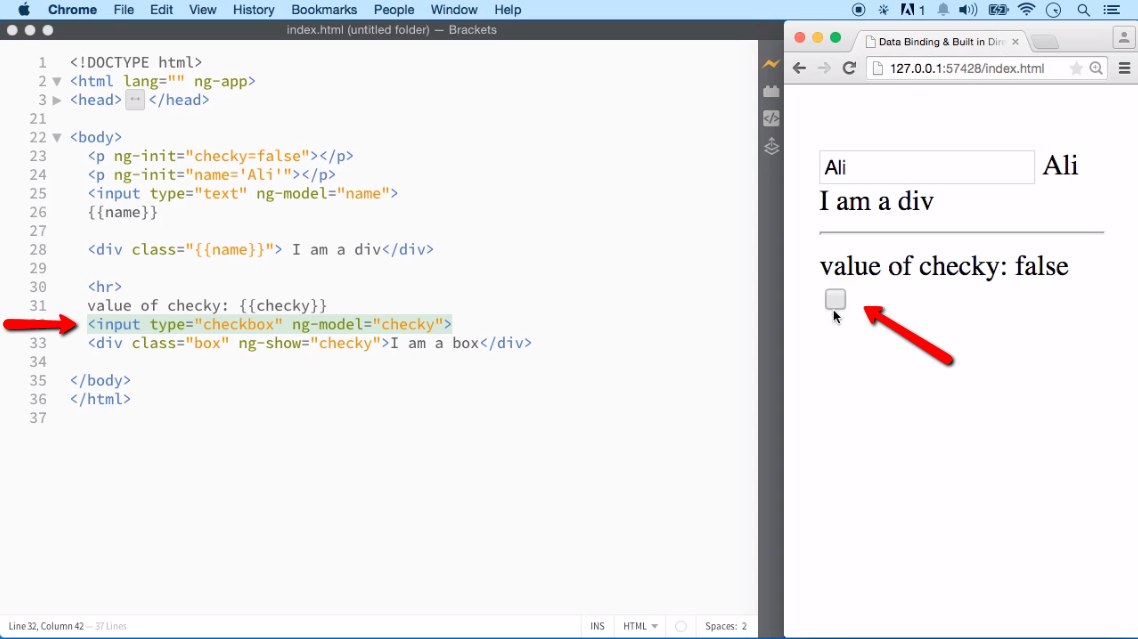 Chrome File Edit View History Bookmarks People Window Help 1
index.html (untitled folder) — Brackets
1 <!DOCTYPE html>
2 <html lang="" ng-app>
3 <head> ↔ </head>
21
22 <body>
23 <p ng-init="checky=false"></p>
24 <p ng-init="name='Ali'"></p>
25 <input type="text" ng-model="name">
26 {{name}}
27
28 <div class="{{name}}"> I am a div</div>
29
30 <hr>
31 value of checky: {{checky}}
<input type="checkbox" ng-model="checky">
33 <div class="box" ng-show="checky">I am a box</div>
34
35 </body>
36 </html>
37
Line 32, Column 42 — 37 Lines
INS HTML Spaces: 2
Data Binding & Built in Dire
127.0.0.1:57428/index.html
Ali Ali
I am a div
value of checky: false